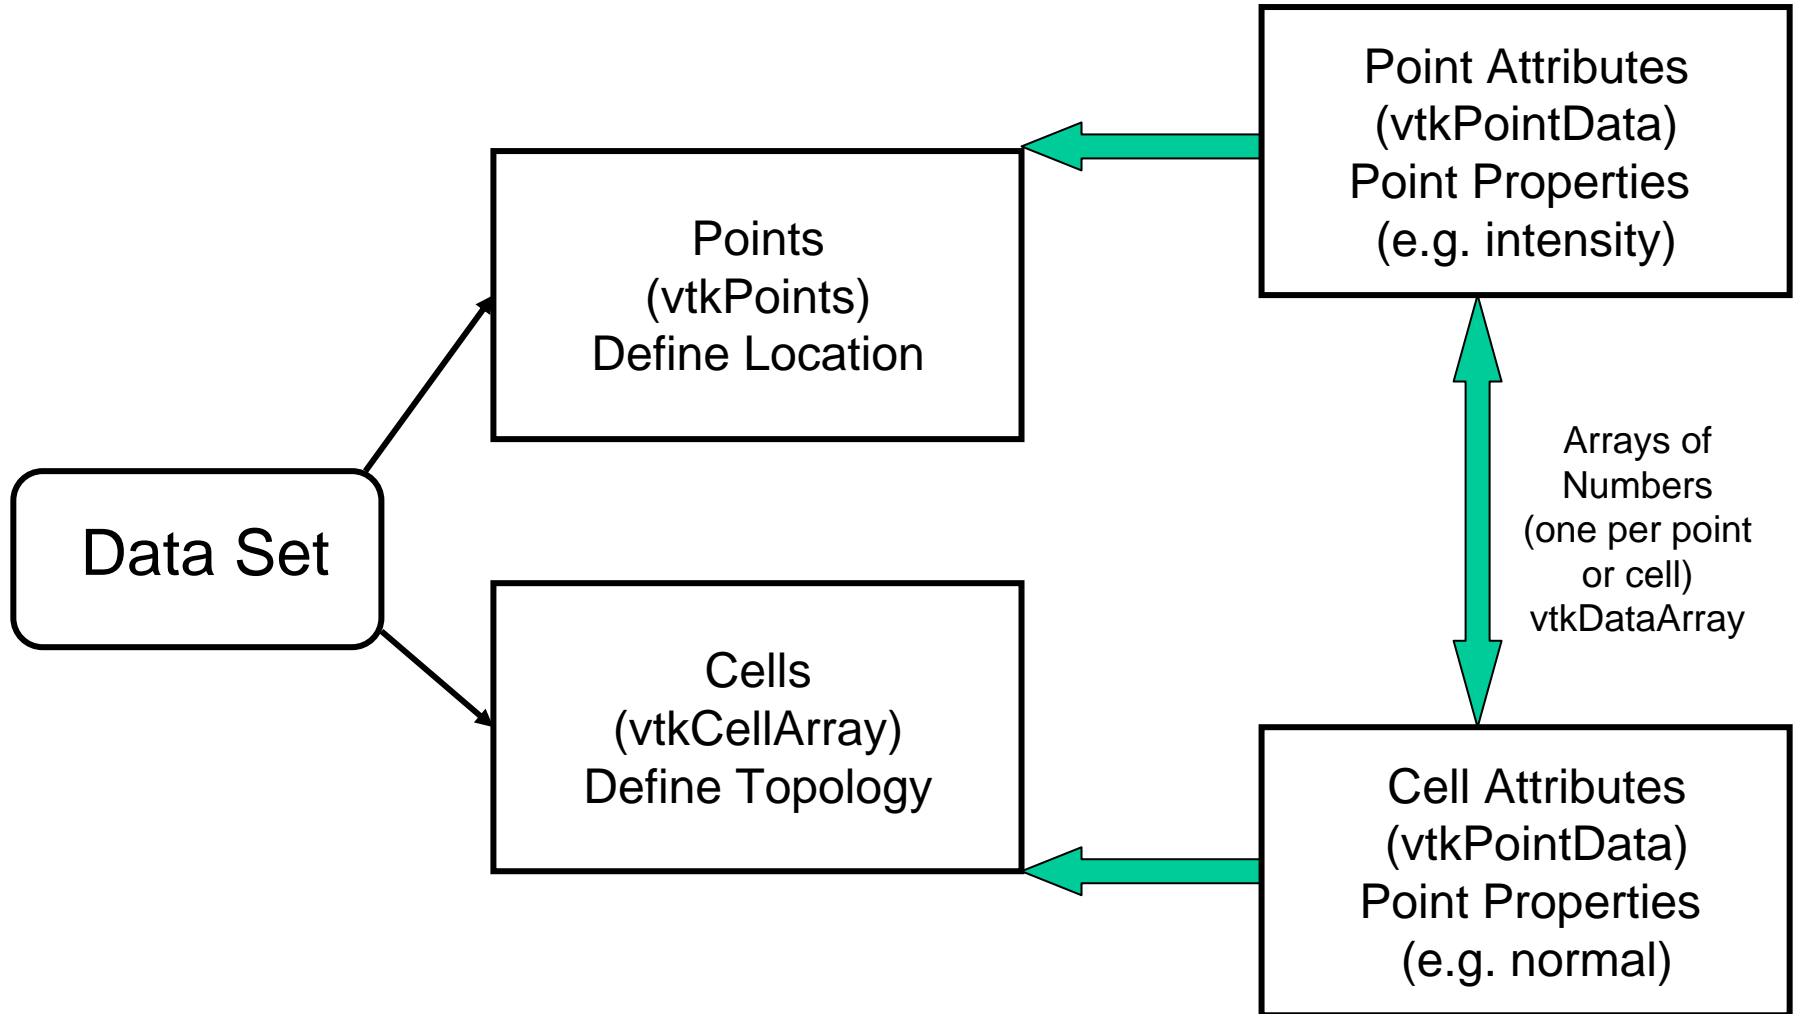 Point Attributes
(vtkPointData)
Point Properties
(e.g. intensity)
Points
(vtkPoints)
Define Location
Arrays of
Numbers
(one per point
or cell)
vtkDataArray
Data Set
Cells
(vtkCellArray)
Define Topology
Cell Attributes
(vtkPointData)
Point Properties
(e.g. normal)